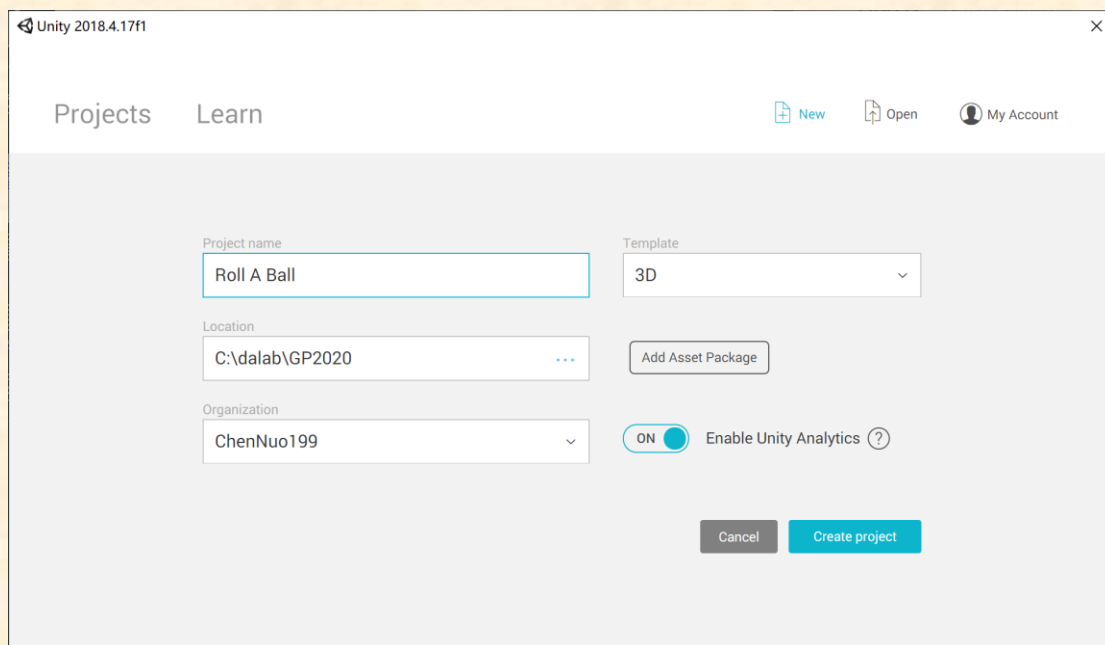 Unity 2018.4.17f1
Projects Learn New Open My Account
Project name Template
Roll A Ball 3D
Location
C:\dalab\GP2020 ... Add Asset Package
Organization
ChenNuo199 ON Enable Unity Analytics ?
Cancel Create project